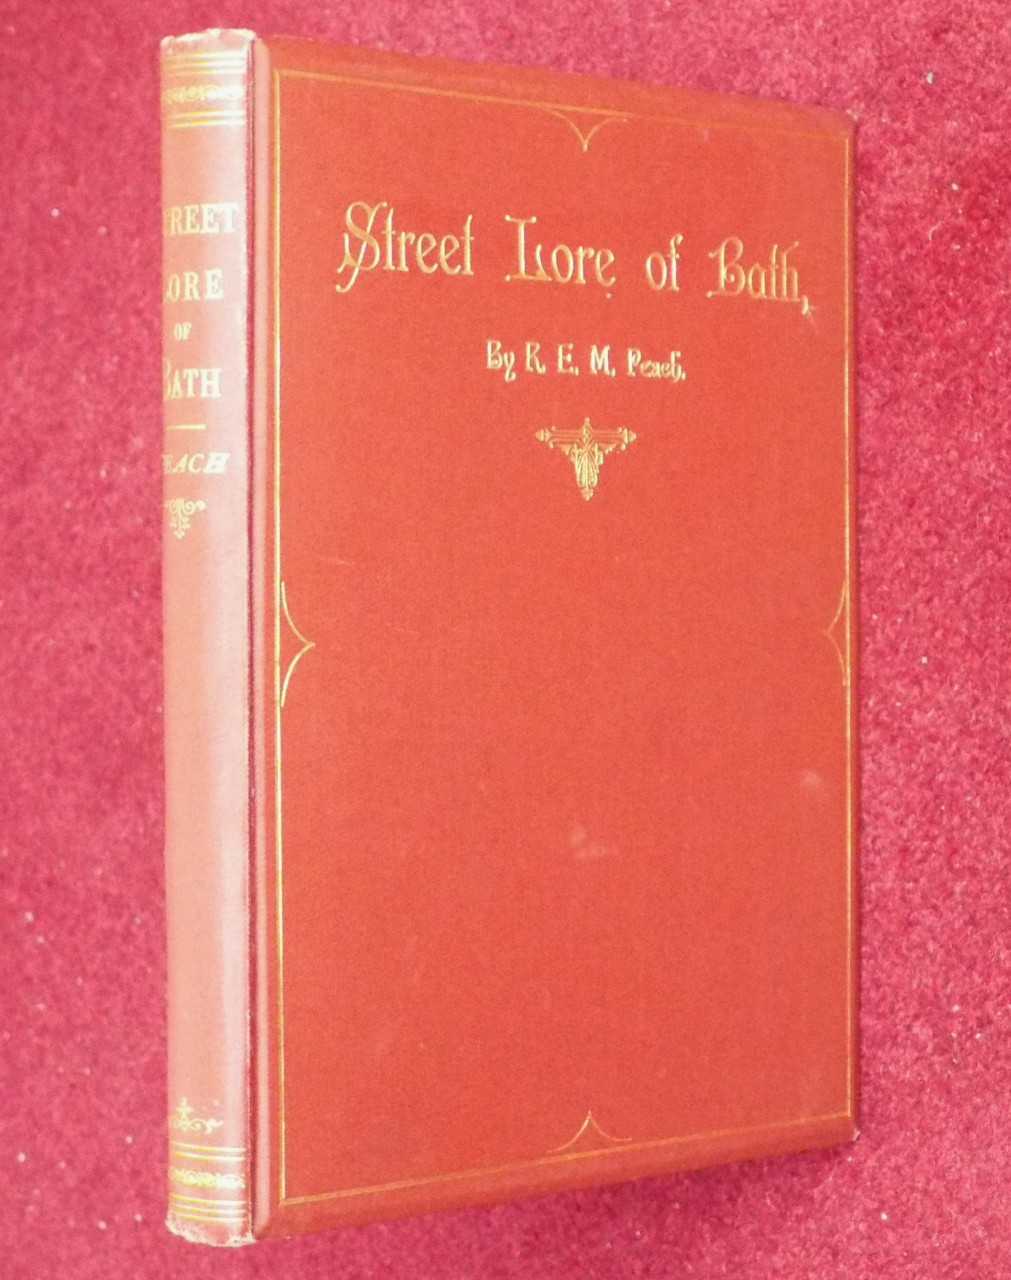 Street Lore of Bath,
By R. E. M. Peach.
TREET
LORE
OF
BATH
PEACH